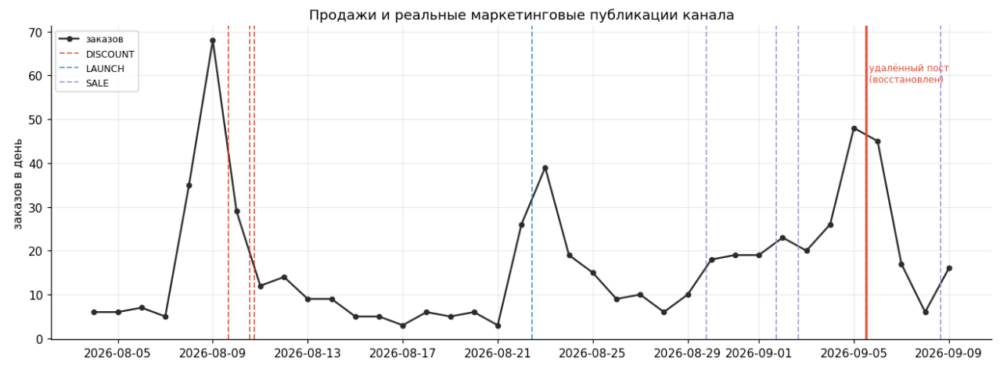 Продажи и реальные маркетинговые публикации канала
70
60
50
40
30
20
10
0
заказов в день
заказов
DISCOUNT
LAUNCH
SALE
удалённый пост
(восстановлен)
2026-08-05 2026-08-09 2026-08-13 2026-08-17 2026-08-21 2026-08-25 2026-08-29 2026-09-01 2026-09-05 2026-09-09